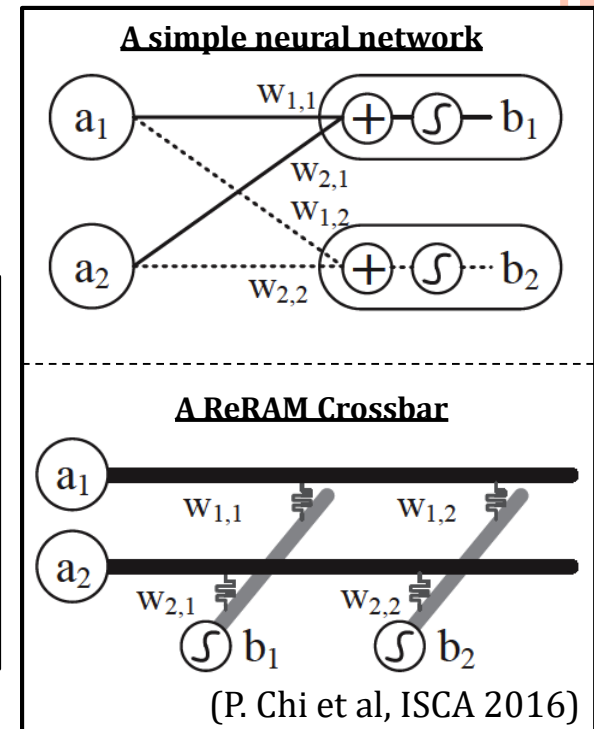 A simple neural network
a₁
w₁,₁
+
b₁
w₂,₁
w₁,₂
a₂
w₂,₂
+
b₂
A ReRAM Crossbar
a₁
w₁,₁
w₁,₂
a₂
w₂,₁
w₂,₂
b₁
b₂
(P. Chi et al, ISCA 2016)